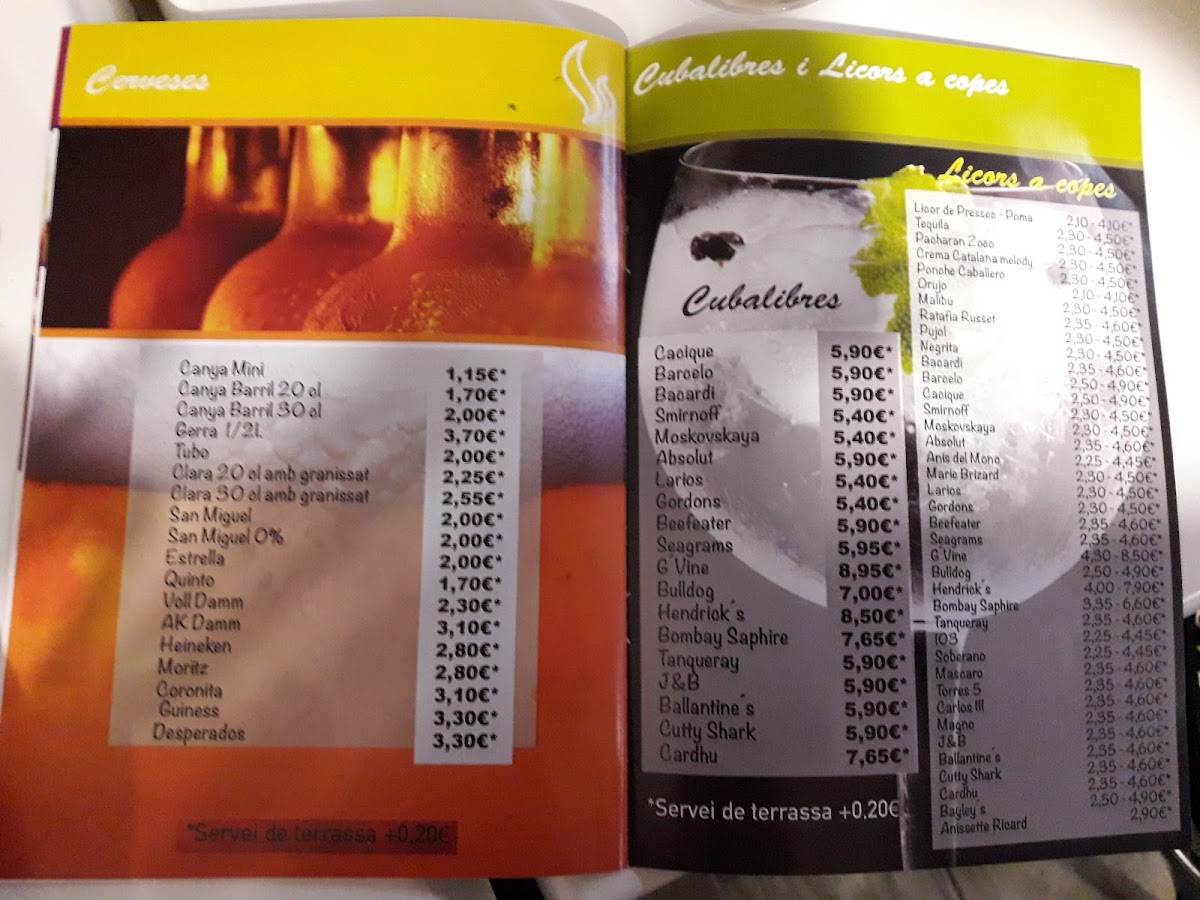 Cerveses
Canya Mini 1,15€*
Canya Barril 20 cl 1,70€*
Canya Barril 30 cl 2,00€*
Gerra 1/2L 3,70€*
Tubo 2,00€*
Clara 20 cl amb granissat 2,25€*
Clara 30 cl amb granissat 2,55€*
San Miguel 2,00€*
San Miguel 0% 2,00€*
Estrella 2,00€*
Quinto 1,70€*
Voll Damm 2,30€*
AK Damm 3,10€*
Heineken 2,80€*
Moritz 2,80€*
Coronita 3,10€*
Guiness 3,30€*
Desperados 3,30€*
*Servei de terrassa +0.20€
Cubalibres i Licors a copes
Cubalibres
Cacique 5,90€*
Barcelo 5,90€*
Bacardi 5,90€*
Smirnoff 5,40€*
Moskovskaya 5,40€*
Absolut 5,90€*
Larios 5,40€*
Gordons 5,40€*
Beefeater 5,90€*
Seagrams 5,95€*
G´Vine 8,95€*
Bulldog 7,00€*
Hendrick´s 8,50€*
Bombay Saphire 7,65€*
Tanqueray 5,90€*
J&B 5,90€*
Ballantine´s 5,90€*
Cutty Shark 5,90€*
Cardhu 7,65€*
*Servei de terrassa +0.20€
Licors a copes
Licor de Pressec - Poma
Tequila
Pacharan Zoco
Crema Catalana melody
Ponche Caballero
Orujo
Malibu
Ratafia Russet
Pujol
Negrita
Bacardi
Barcelo
Cacique
Smirnoff
Moskovskaya
Absolut
Anis del Mono
Marie Brizard
Larios
Gordons
Beefeater
Seagrams
G´Vine
Bulldog
Hendrick´s
Bombay Saphire
Tanqueray
103
Soberano
Mascaro
Torres 5
Carlos III
Magno
J&B
Ballantine´s
Cutty Shark
Cardhu
Bayley´s
Anissette Ricard
2,10 - 4,10€*
2,30 - 4,50€*
2,30 - 4,50€*
2,30 - 4,50€*
2,30 - 4,50€*
2,10 - 4,10€*
2,30 - 4,50€*
2,35 - 4,60€*
2,30 - 4,50€*
2,30 - 4,50€*
2,35 - 4,60€*
2,50 - 4,90€*
2,50 - 4,90€*
2,30 - 4,50€*
2,30 - 4,50€*
2,35 - 4,60€*
2,25 - 4,45€*
2,30 - 4,50€*
2,30 - 4,50€*
2,30 - 4,50€*
2,35 - 4,60€*
2,35 - 4,60€*
4,30 - 8,50€*
2,50 - 4,90€*
4,00 - 7,90€*
3,35 - 6,60€*
2,35 - 4,60€*
2,25 - 4,45€*
2,25 - 4,45€*
2,35 - 4,60€*
2,35 - 4,60€*
2,35 - 4,60€*
2,35 - 4,60€*
2,35 - 4,60€*
2,35 - 4,60€*
2,35 - 4,60€*
2,50 - 4,90€*
2,90€*